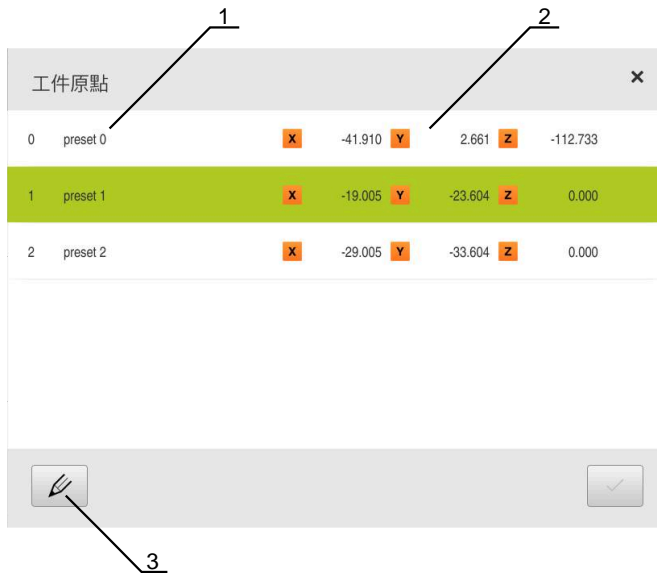 1 2
工件原點 ×
0 preset 0 X -41.910 Y 2.661 Z -112.733
1 preset 1 X -19.005 Y -23.604 Z 0.000
2 preset 2 X -29.005 Y -33.604 Z 0.000
3